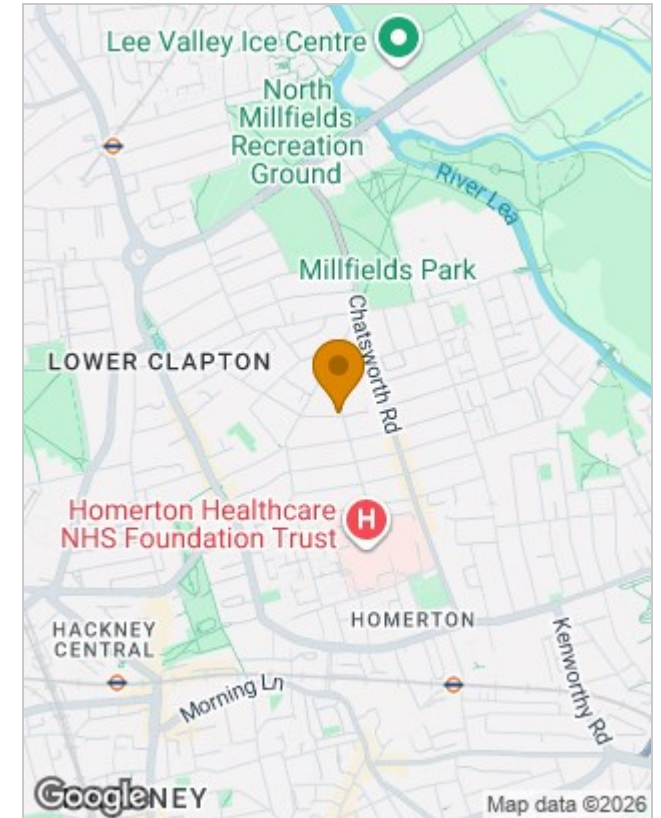 Lee Valley Ice Centre
North
Millfields
Recreation
Ground
River Lea
Millfields Park
Chatsworth Rd
LOWER CLAPTON
Homerton Healthcare
NHS Foundation Trust
H
HOMERTON
HACKNEY
CENTRAL
Kenworthy Rd
Morning Ln
Google
Map data ©2026